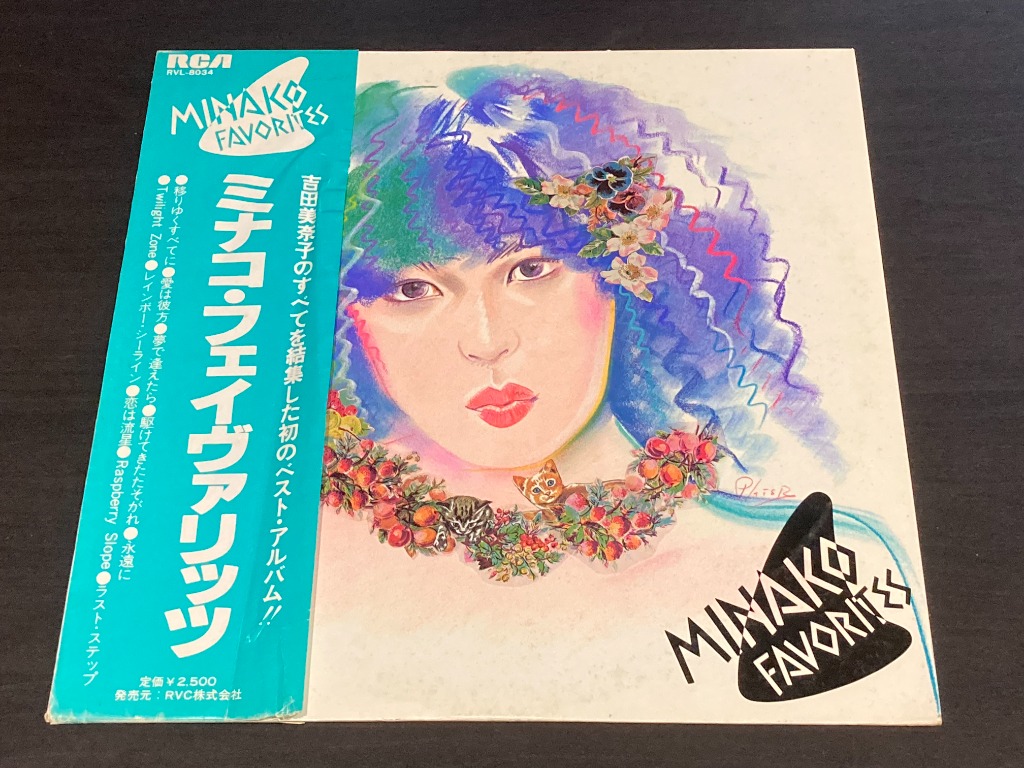 RCA
RVL-8034
MINAKO
FAVORITES
吉田美奈子のすべてを結集した初のベスト・アルバム!!
ミナコ・フェイヴァリッツ
●移りゆくすべてに●愛は彼方●夢で逢えたら●駆けてきたたそがれ●永遠に
●Twilight Zone●レインボー・シーライン●恋は流星●Raspberry Slope●ラスト・ステップ
定価¥2,500
発売元：RVC株式会社
MINAKO
FAVORITES